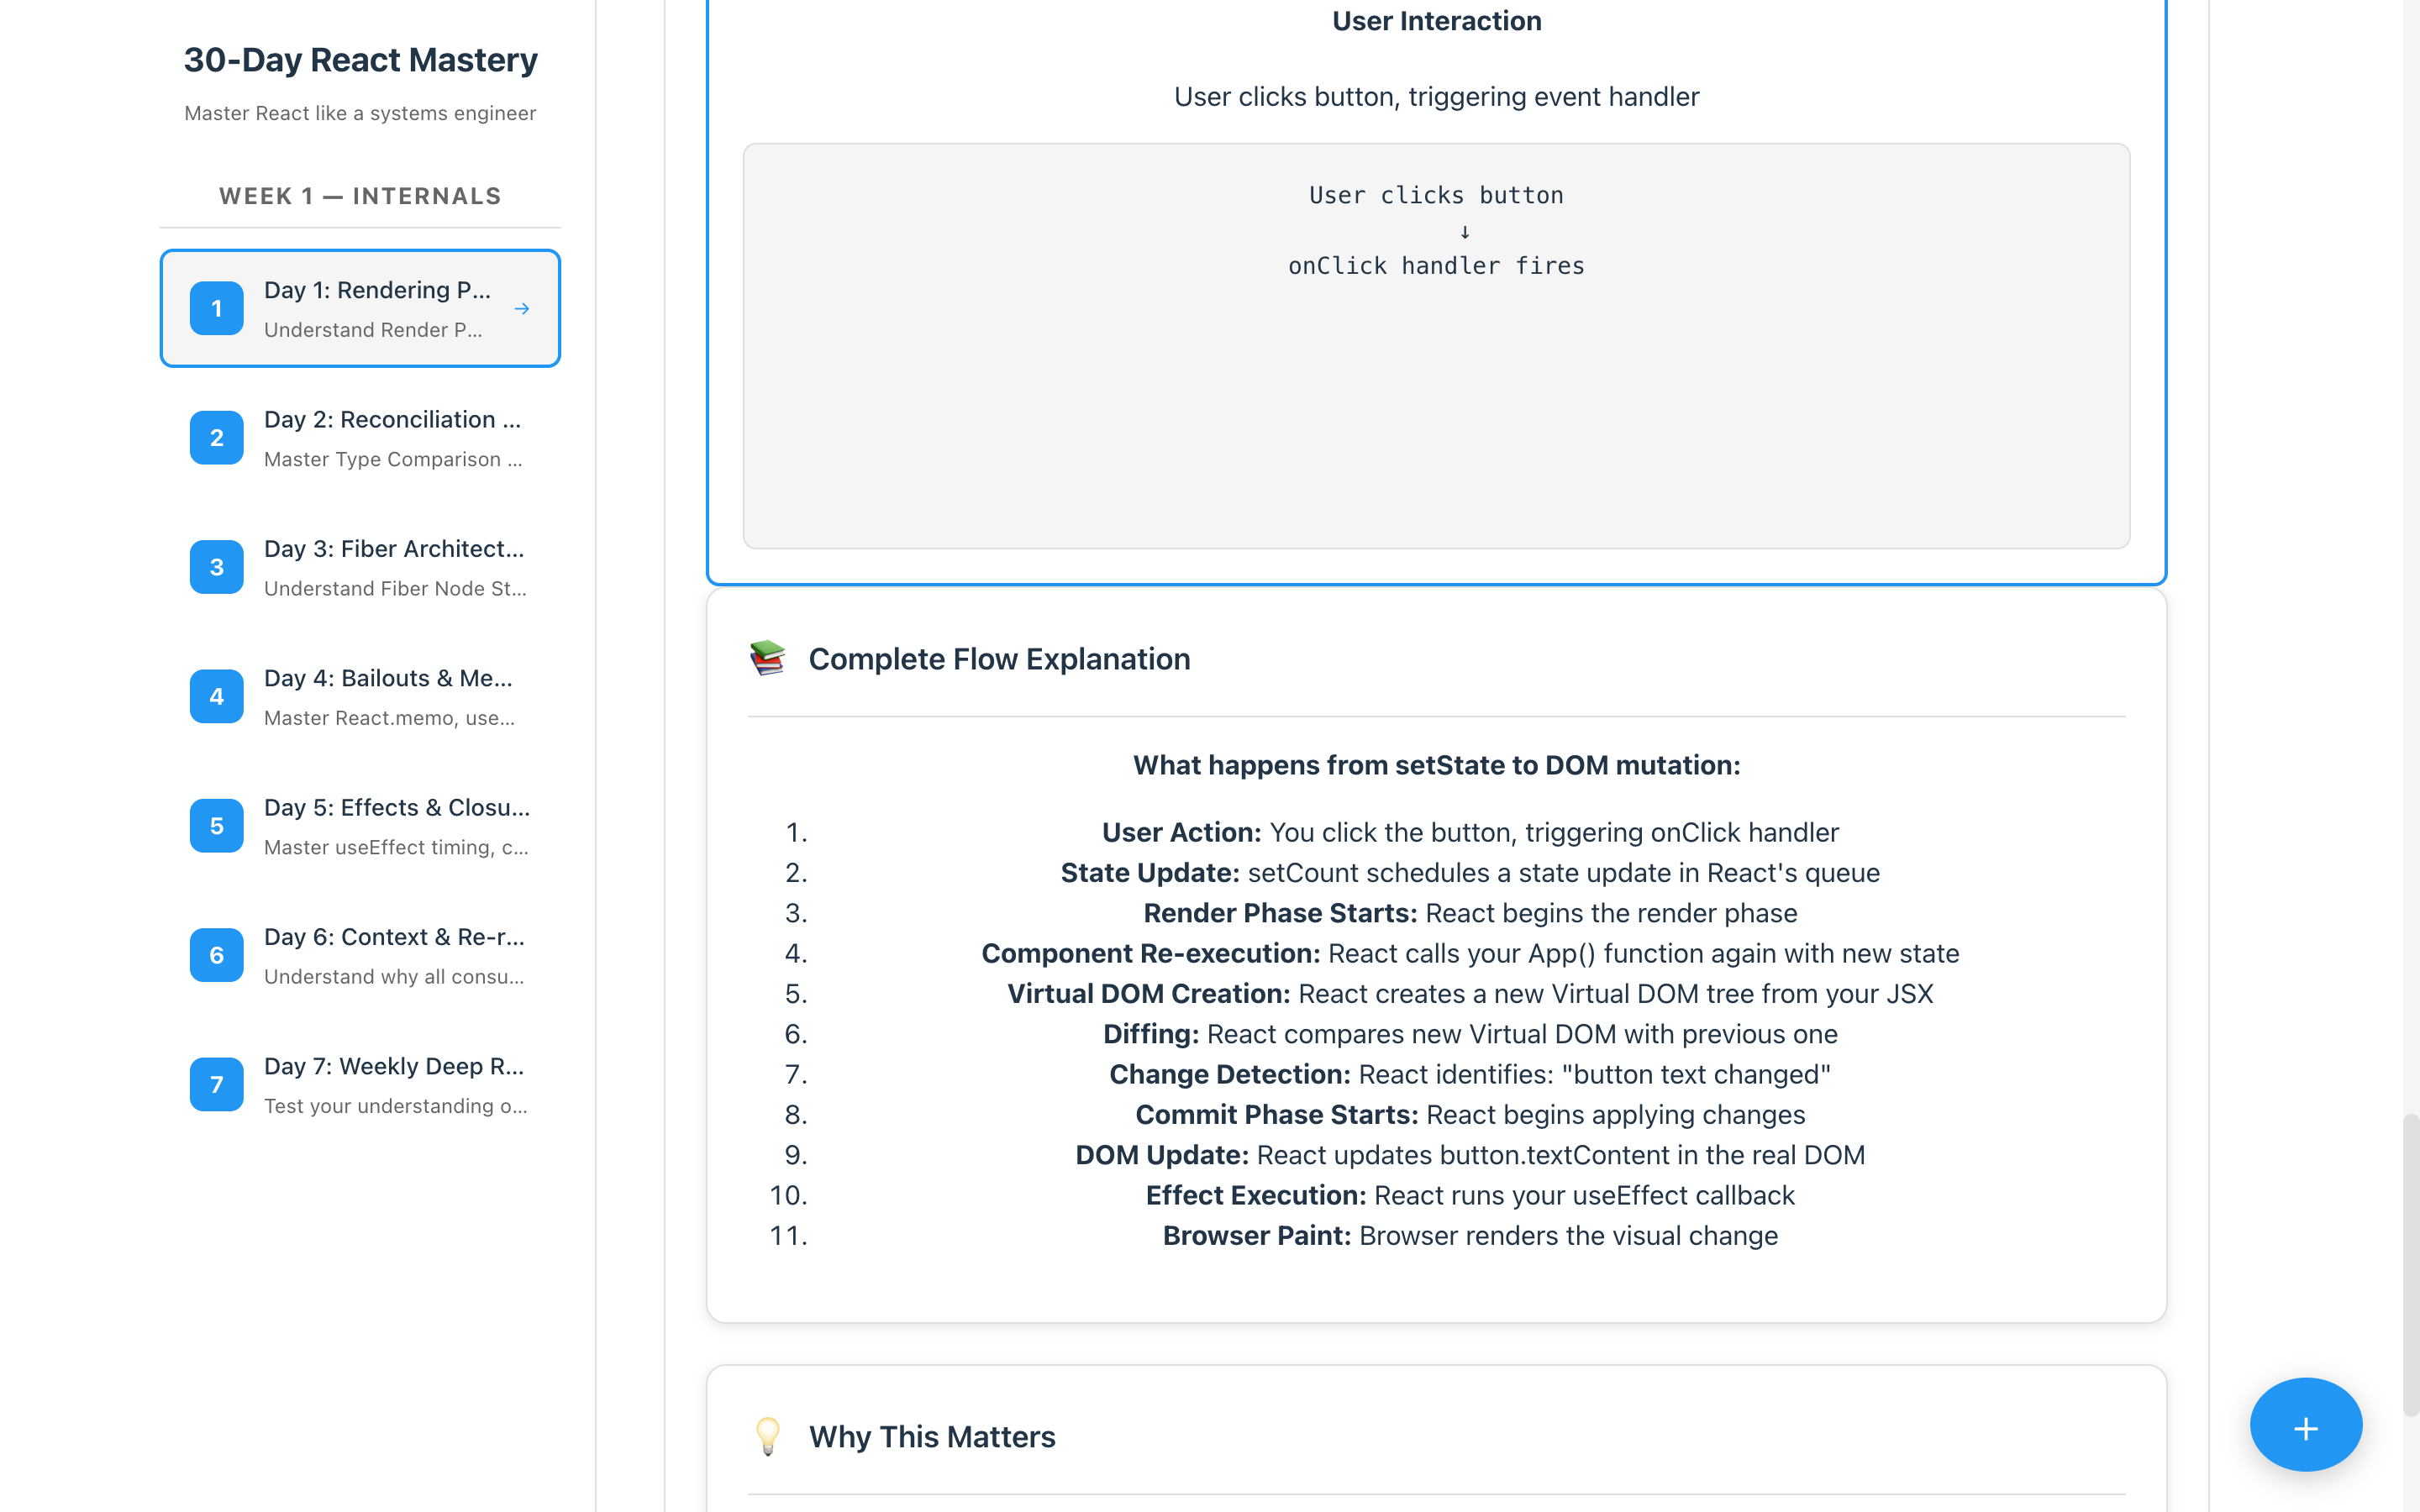 30-Day React Mastery
Master React like a systems engineer
WEEK 1 — INTERNALS
1
Day 1: Rendering P...
Understand Render P...
→
2
Day 2: Reconciliation ...
Master Type Comparison ...
3
Day 3: Fiber Architect...
Understand Fiber Node St...
4
Day 4: Bailouts & Me...
Master React.memo, use...
5
Day 5: Effects & Closu...
Master useEffect timing, c...
6
Day 6: Context & Re-r...
Understand why all consu...
7
Day 7: Weekly Deep R...
Test your understanding o...
User Interaction
User clicks button, triggering event handler
User clicks button
↓
onClick handler fires
📚 Complete Flow Explanation
What happens from setState to DOM mutation:
1. User Action: You click the button, triggering onClick handler
2. State Update: setCount schedules a state update in React's queue
3. Render Phase Starts: React begins the render phase
4. Component Re-execution: React calls your App() function again with new state
5. Virtual DOM Creation: React creates a new Virtual DOM tree from your JSX
6. Diffing: React compares new Virtual DOM with previous one
7. Change Detection: React identifies: "button text changed"
8. Commit Phase Starts: React begins applying changes
9. DOM Update: React updates button.textContent in the real DOM
10. Effect Execution: React runs your useEffect callback
11. Browser Paint: Browser renders the visual change
💡 Why This Matters
+